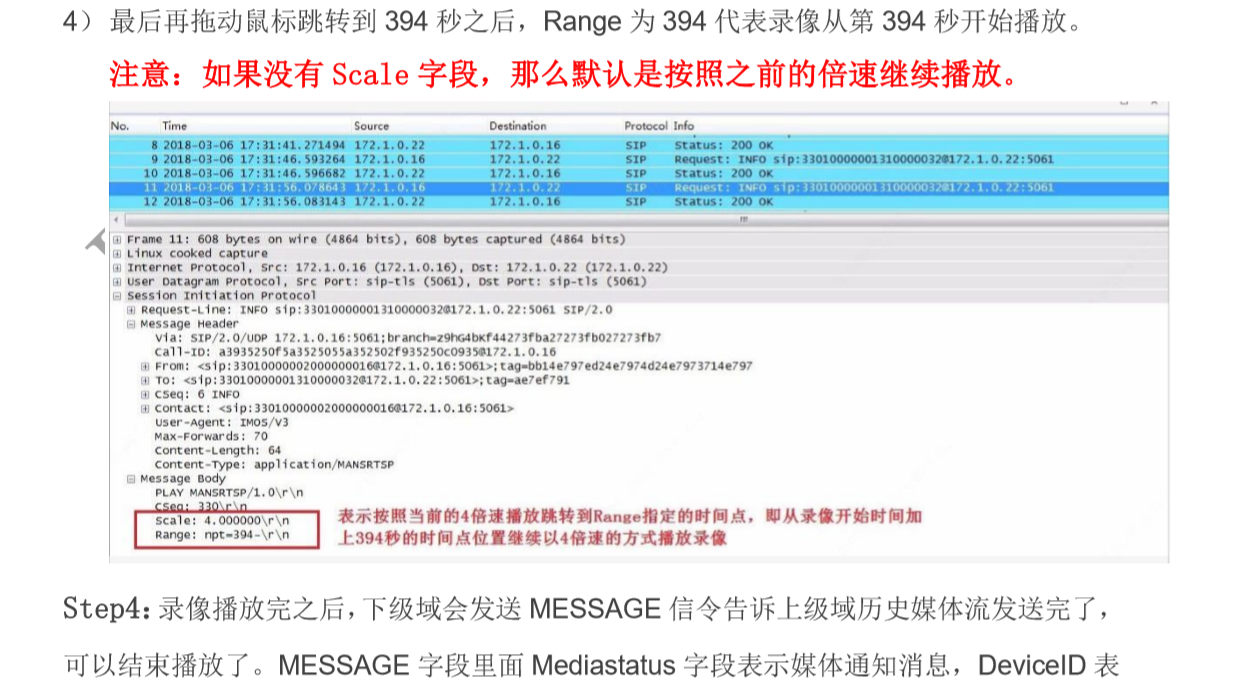 4） 最后再拖动鼠标跳转到 394 秒之后，Range 为 394 代表录像从第 394 秒开始播放。
注意：如果没有 Scale 字段，那么默认是按照之前的倍速继续播放。
No. Time Source Destination Protocol Info
8 2018-03-06 17:31:41.271494 172.1.0.22 172.1.0.16 SIP Status: 200 OK
9 2018-03-06 17:31:46.593264 172.1.0.16 172.1.0.22 SIP Request: INFO sip:33010000001310000032@172.1.0.22:5061
10 2018-03-06 17:31:46.596682 172.1.0.22 172.1.0.16 SIP Status: 200 OK
11 2018-03-06 17:31:56.078643 172.1.0.16 172.1.0.22 SIP Request: INFO sip:33010000001310000032@172.1.0.22:5061
12 2018-03-06 17:31:56.083143 172.1.0.22 172.1.0.16 SIP Status: 200 OK
Frame 11: 608 bytes on wire (4864 bits), 608 bytes captured (4864 bits)
Linux cooked capture
Internet Protocol, Src: 172.1.0.16 (172.1.0.16), Dst: 172.1.0.22 (172.1.0.22)
User Datagram Protocol, Src Port: sip-tls (5061), Dst Port: sip-tls (5061)
Session Initiation Protocol
Request-Line: INFO sip:33010000001310000032@172.1.0.22:5061 SIP/2.0
Message Header
Via: SIP/2.0/UDP 172.1.0.16:5061;branch=z9hG4bKf44273fba27273fb027273fb7
Call-ID: a3935250f5a3525055a352502f935250c0935@172.1.0.16
From: <sip:33010000002000000016@172.1.0.16:5061>;tag=bb14e797ed24e7974d24e7973714e797
To: <sip:33010000001310000032@172.1.0.22:5061>;tag=ae7ef791
CSeq: 6 INFO
Contact: <sip:33010000002000000016@172.1.0.16:5061>
User-Agent: IMOS/V3
Max-Forwards: 70
Content-Length: 64
Content-Type: application/MANSRTSP
Message Body
PLAY MANSRTSP/1.0\r\n
CSeq: 330\r\n
Scale: 4.000000\r\n
Range: npt=394-\r\n
表示按照当前的4倍速播放跳转到Range指定的时间点，即从录像开始时间加
上394秒的时间点位置继续以4倍速的方式播放录像
Step4: 录像播放完之后，下级域会发送 MESSAGE 信令告诉上级域历史媒体流发送完了，
可以结束播放了。MESSAGE 字段里面 Mediastatus 字段表示媒体通知消息，DeviceID 表